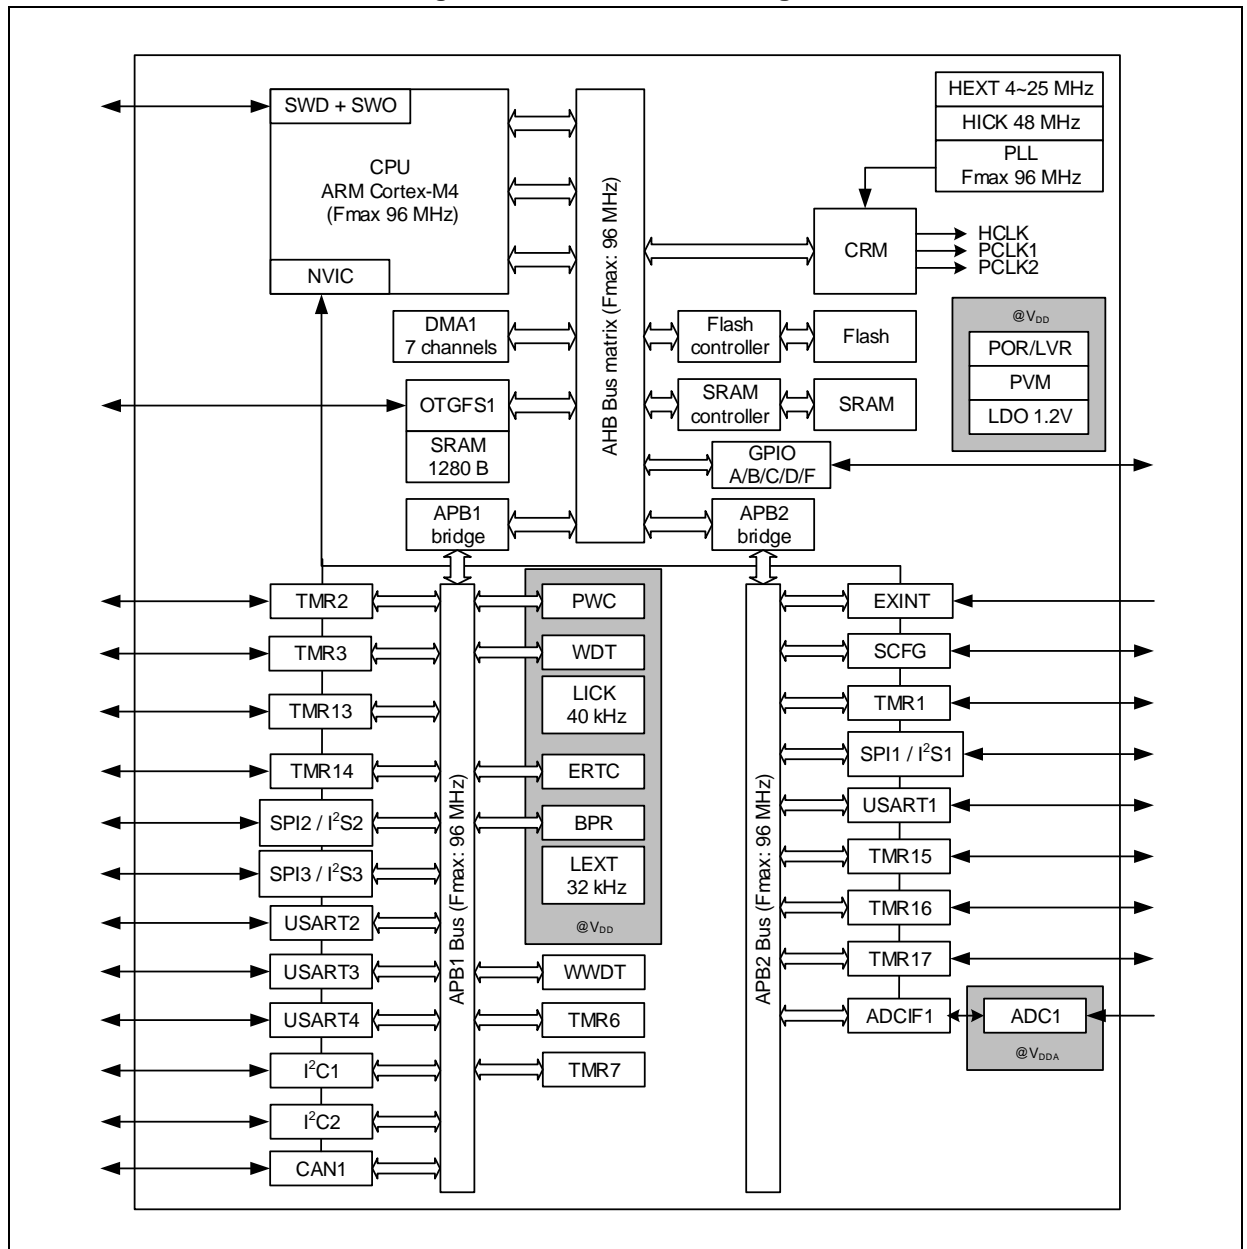 SWD + SWO
CPU
ARM Cortex-M4
(Fmax 96 MHz)
NVIC
HEXT 4~25 MHz
HICK 48 MHz
PLL
Fmax 96 MHz
CRM
HCLK
PCLK1
PCLK2
AHB Bus matrix (Fmax: 96 MHz)
DMA1
7 channels
Flash
controller
Flash
@VDD
POR/LVR
PVM
LDO 1.2V
OTGFS1
SRAM
1280 B
SRAM
controller
SRAM
GPIO
A/B/C/D/F
APB1
bridge
APB2
bridge
TMR2
TMR3
TMR13
TMR14
SPI2 / I²S2
SPI3 / I²S3
USART2
USART3
USART4
I²C1
I²C2
CAN1
APB1 Bus (Fmax: 96 MHz)
PWC
WDT
LICK
40 kHz
ERTC
BPR
LEXT
32 kHz
@VDD
WWDT
TMR6
TMR7
APB2 Bus (Fmax: 96 MHz)
EXINT
SCFG
TMR1
SPI1 / I²S1
USART1
TMR15
TMR16
TMR17
ADCIF1
ADC1
@VDDA